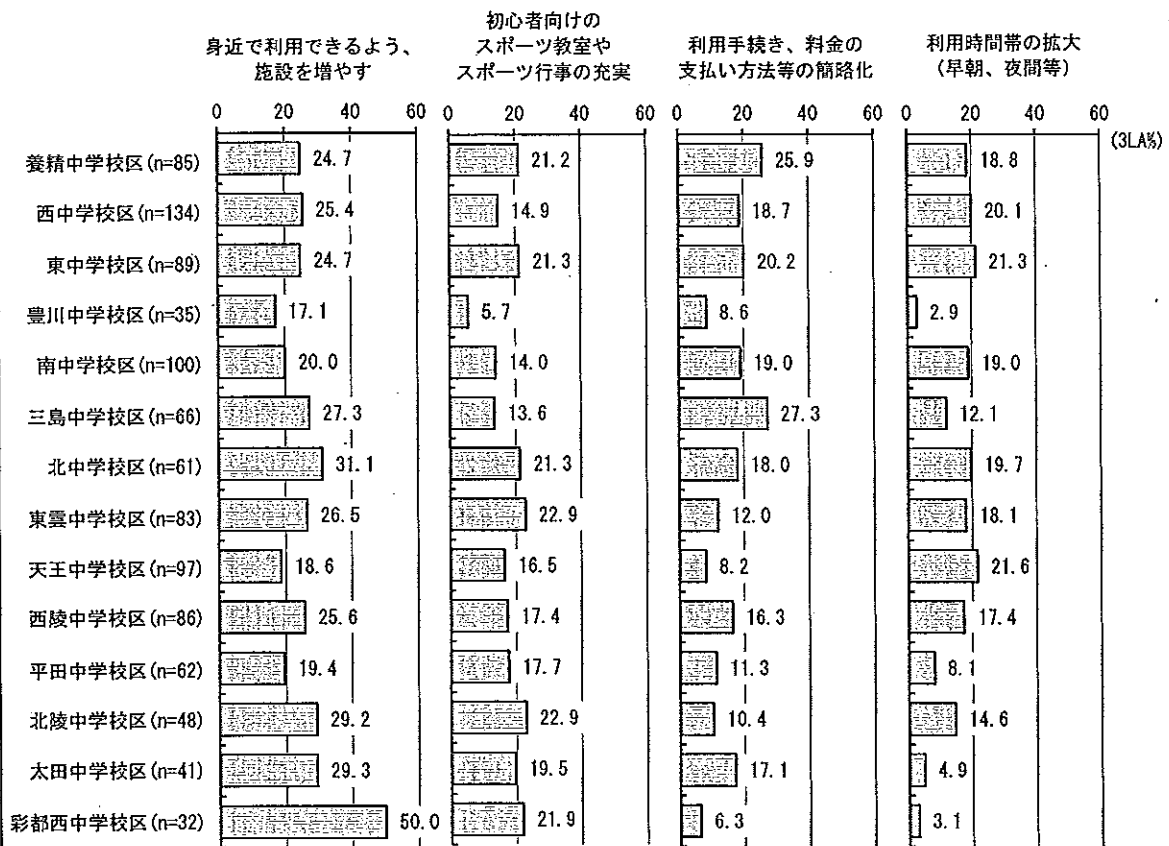 身近で利用できるよう、
施設を増やす
初心者向けの
スポーツ教室や
スポーツ行事の充実
利用手続き、料金の
支払い方法等の簡略化
利用時間帯の拡大
(早朝、夜間等)
0 20 40 60 0 20 40 60 0 20 40 60 0 20 40 60
(3LA%)
養精中学校区(n=85) 24.7 21.2 25.9 18.8
西中学校区(n=134) 25.4 14.9 18.7 20.1
東中学校区(n=89) 24.7 21.3 20.2 21.3
豊川中学校区(n=35) 17.1 5.7 8.6 2.9
南中学校区(n=100) 20.0 14.0 19.0 19.0
三島中学校区(n=66) 27.3 13.6 27.3 12.1
北中学校区(n=61) 31.1 21.3 18.0 19.7
東雲中学校区(n=83) 26.5 22.9 12.0 18.1
天王中学校区(n=97) 18.6 16.5 8.2 21.6
西陵中学校区(n=86) 25.6 17.4 16.3 17.4
平田中学校区(n=62) 19.4 17.7 11.3 8.1
北陵中学校区(n=48) 29.2 22.9 10.4 14.6
太田中学校区(n=41) 29.3 19.5 17.1 4.9
彩都西中学校区(n=32) 50.0 21.9 6.3 3.1